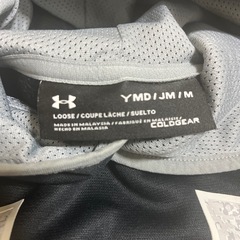 YMD / JM / M
LOOSE / COUPE LÂCHE / SUELTO
MADE IN MALAYSIA / FABRIQUÉ EN MALAISIE /
HECHO EN MALASIA
COLDGEAR